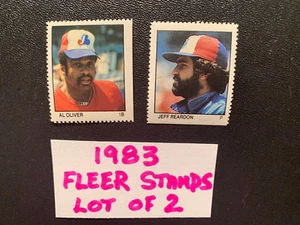 AL OLIVER 1B
JEFF REARDON P
1983
FLEER STAMPS
LOT OF 2